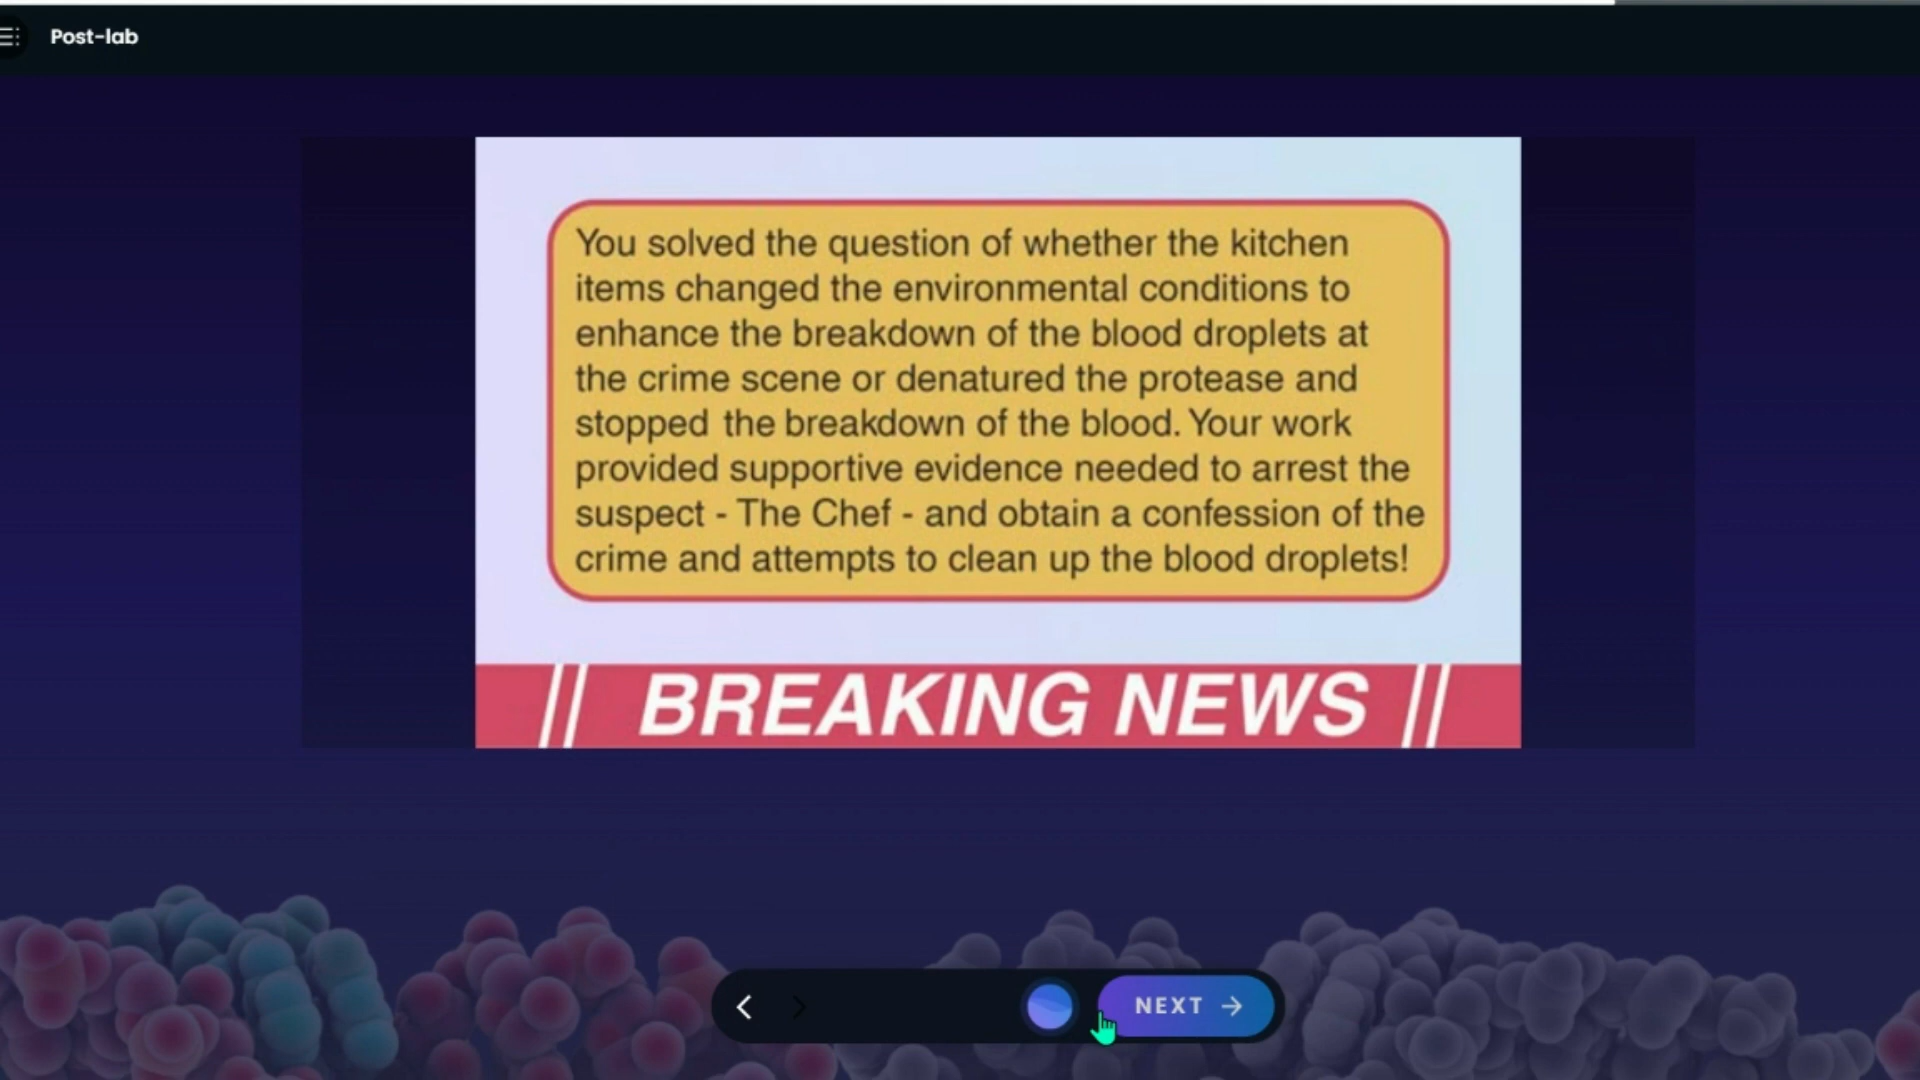 Post-lab
You solved the question of whether the kitchen
items changed the environmental conditions to
enhance the breakdown of the blood droplets at
the crime scene or denatured the protease and
stopped the breakdown of the blood. Your work
provided supportive evidence needed to arrest the
suspect - The Chef - and obtain a confession of the
crime and attempts to clean up the blood droplets!
BREAKING NEWS
NEXT